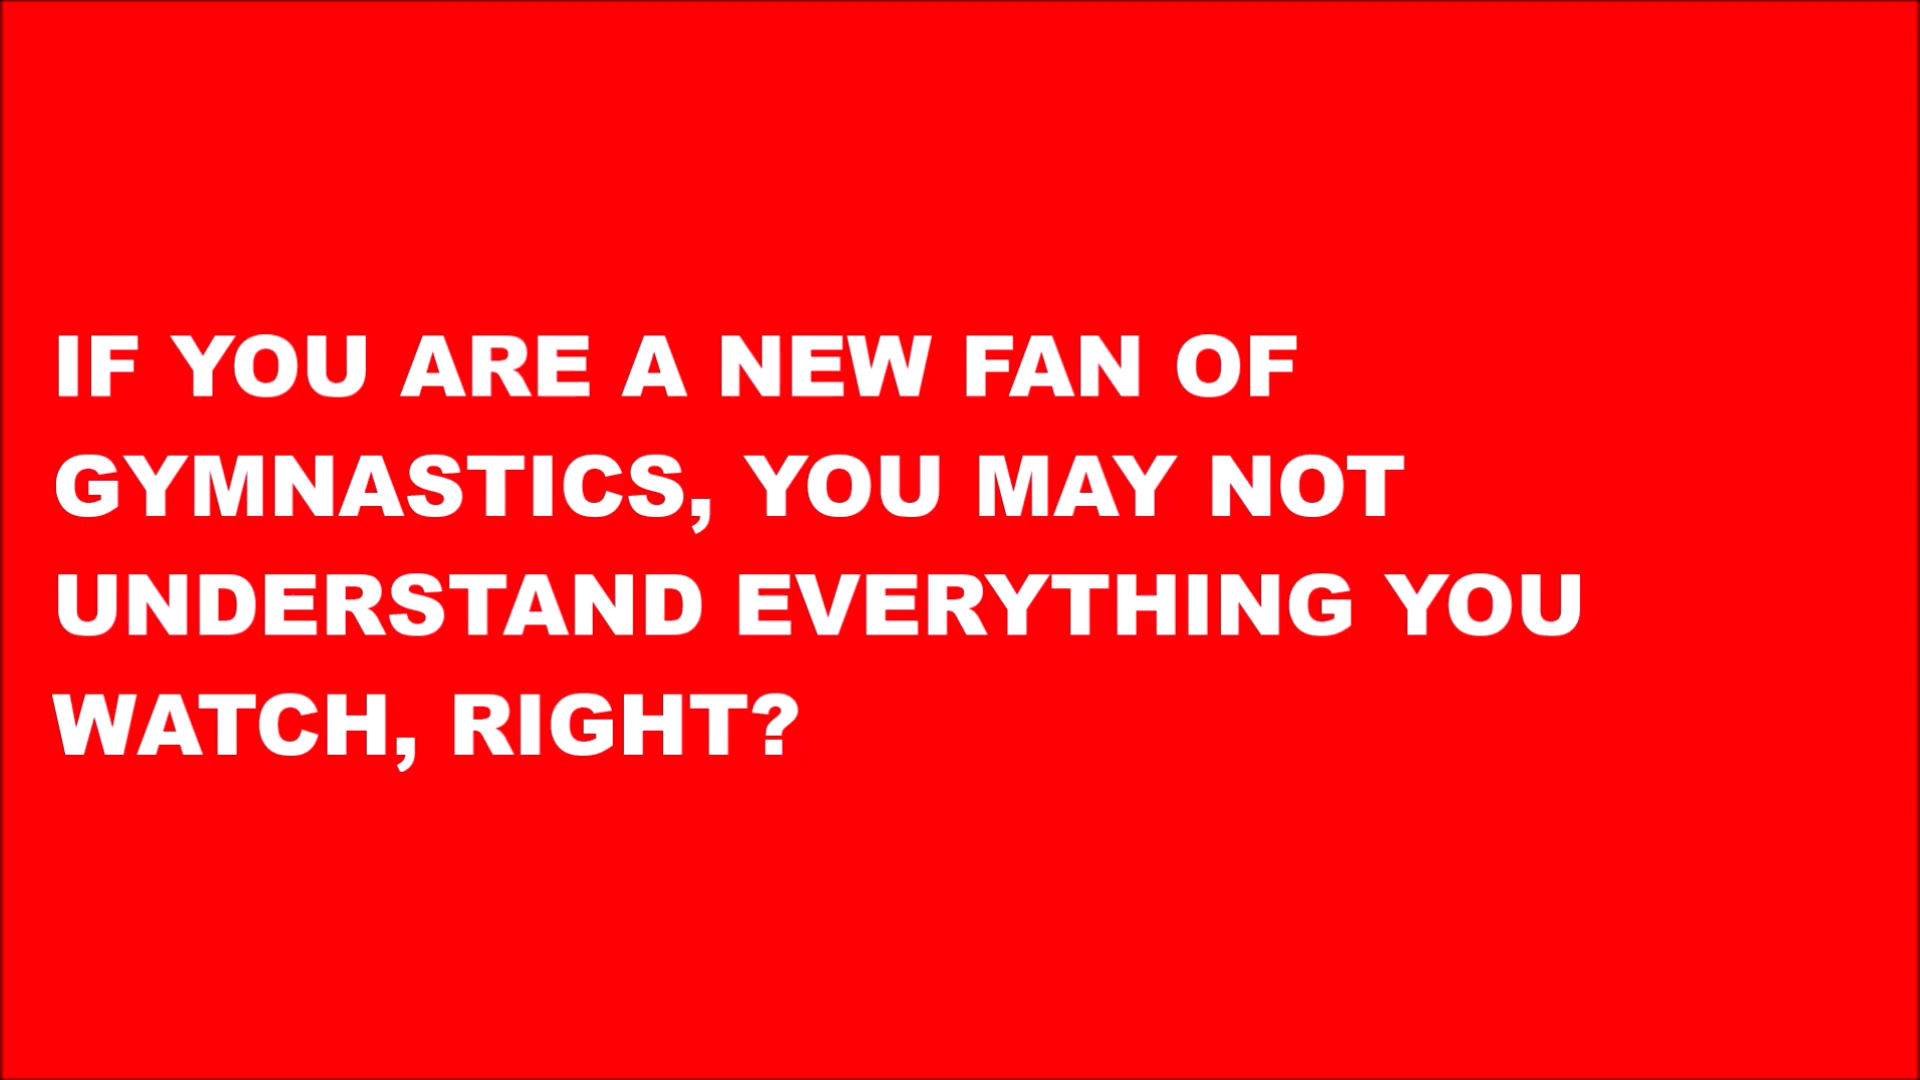 IF YOU ARE A NEW FAN OF
GYMNASTICS, YOU MAY NOT
UNDERSTAND EVERYTHING YOU
WATCH, RIGHT?